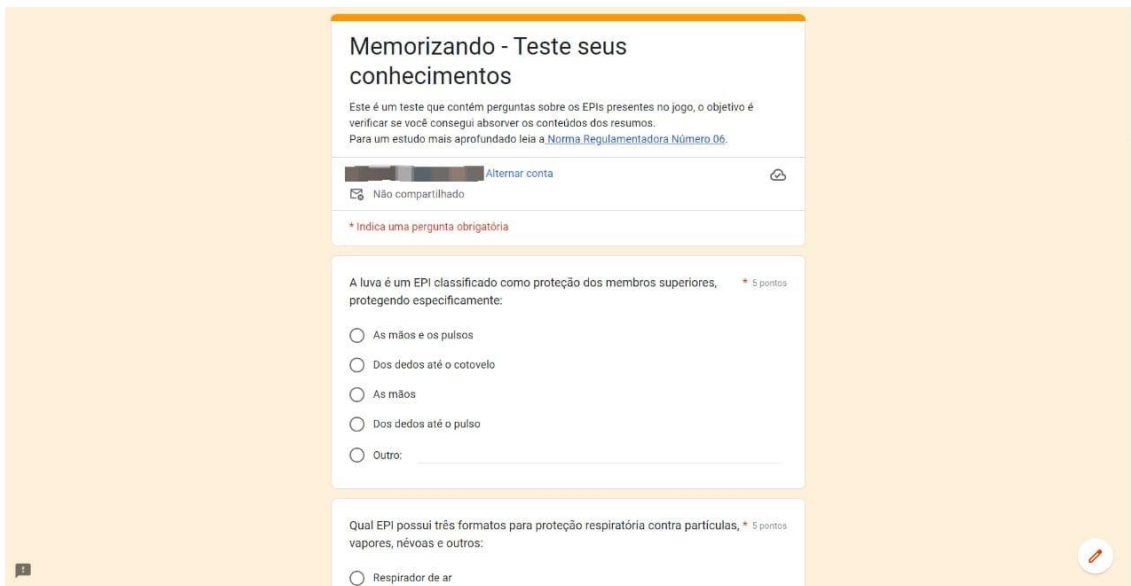 Memorizando - Teste seus
conhecimentos
Este é um teste que contém perguntas sobre os EPIs presentes no jogo, o objetivo é
verificar se você consegui absorver os conteúdos dos resumos.
Para um estudo mais aprofundado leia a Norma Regulamentadora Número 06.
Alternar conta
Não compartilhado
* Indica uma pergunta obrigatória
A luva é um EPI classificado como proteção dos membros superiores, * 5 pontos
protegendo especificamente:
As mãos e os pulsos
Dos dedos até o cotovelo
As mãos
Dos dedos até o pulso
Outro:
Qual EPI possui três formatos para proteção respiratória contra partículas, * 5 pontos
vapores, névoas e outros:
Respirador de ar